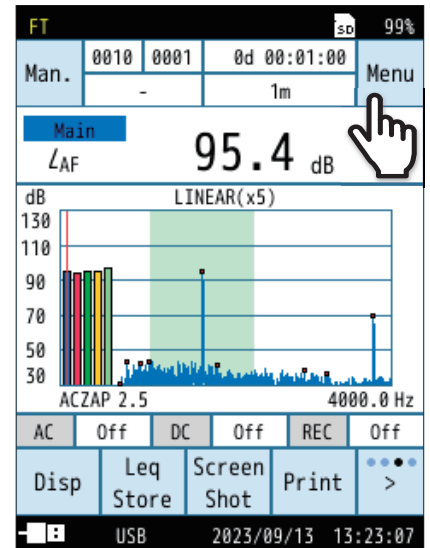 FT SD 99%
Man. 0010 0001 0d 00:01:00 Menu
- 1m
Main
LAF 95.4 dB
dB LINEAR(x5)
130
110
90
70
50
30
ACZAP 2.5 4000.0 Hz
AC Off DC Off REC Off
Disp Leq Store Screen Shot Print >
USB 2023/09/13 13:23:07